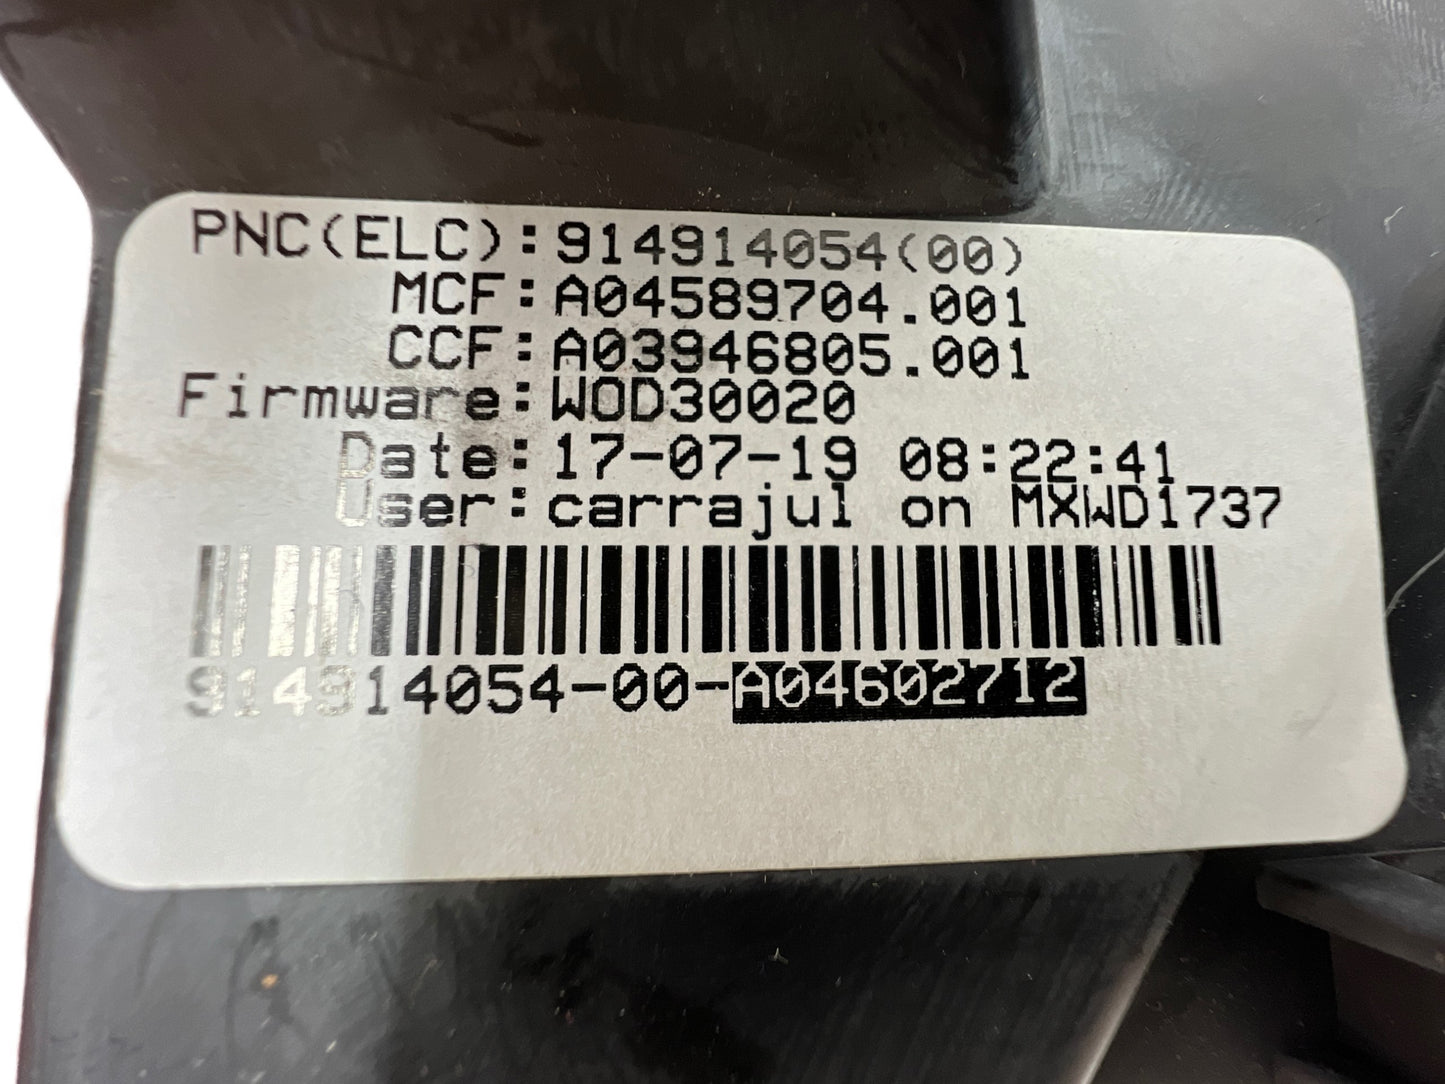 PNC(ELC):914914054(00)
MCF:A04589704.001
CCF:A03946805.001
Firmware:WOD30020
Date:17-07-19 08:22:41
User:carrajul on MXWD1737
914914054-00-A04602712